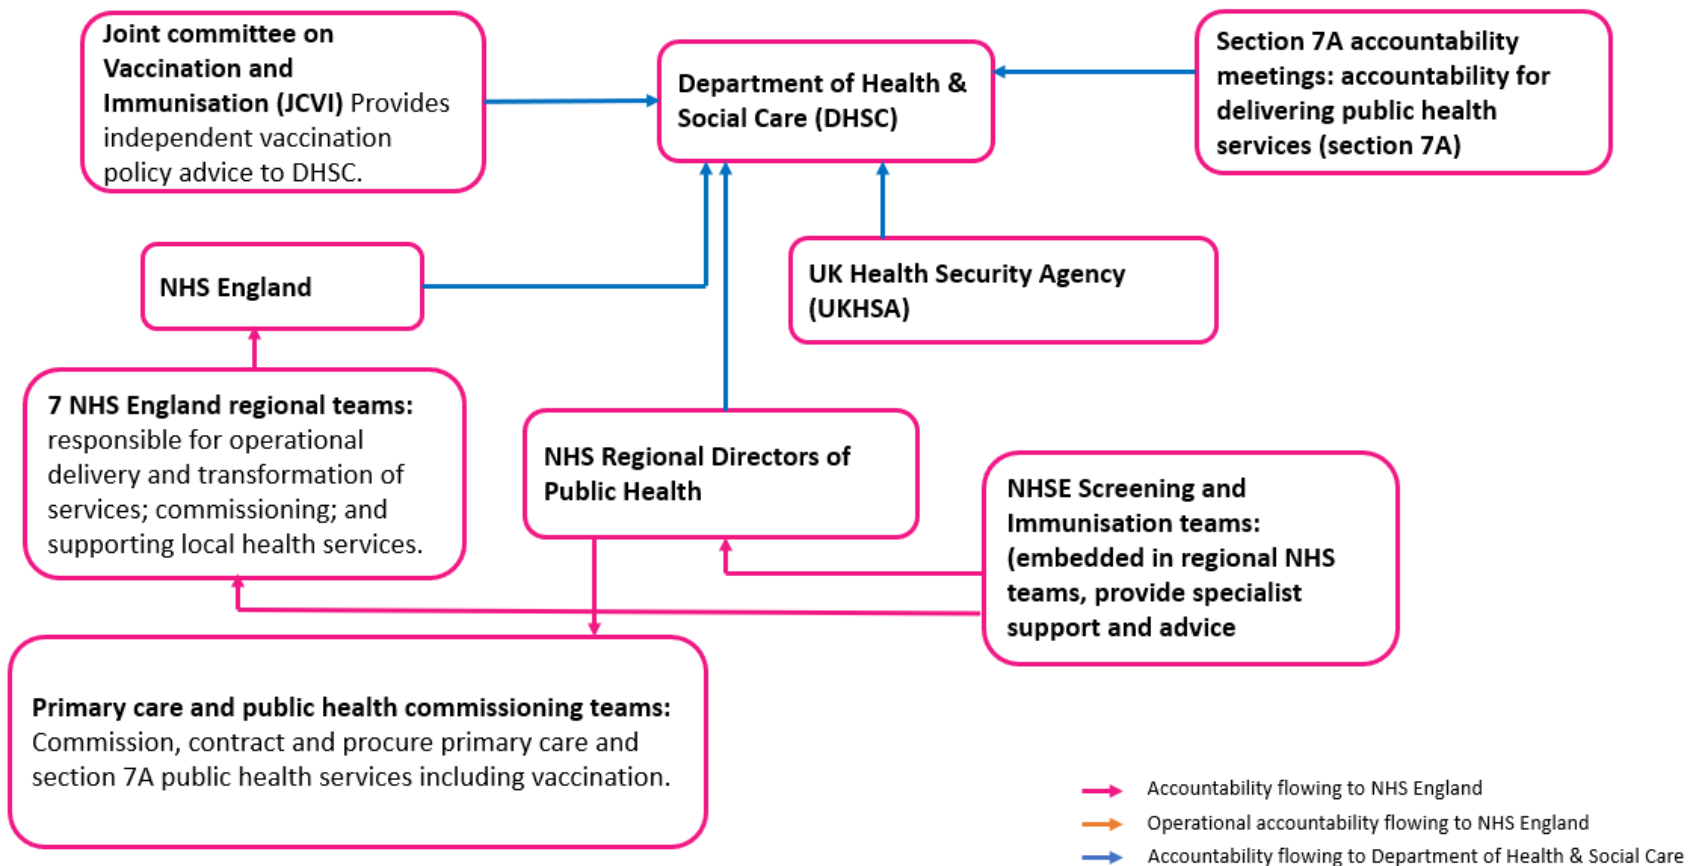 Joint committee on
Vaccination and
Immunisation (JCVI) Provides
independent vaccination
policy advice to DHSC.
Department of Health &
Social Care (DHSC)
Section 7A accountability
meetings: accountability for
delivering public health
services (section 7A)
NHS England
UK Health Security Agency
(UKHSA)
7 NHS England regional teams:
responsible for operational
delivery and transformation of
services; commissioning; and
supporting local health services.
NHS Regional Directors of
Public Health
NHSE Screening and
Immunisation teams:
(embedded in regional NHS
teams, provide specialist
support and advice
Primary care and public health commissioning teams:
Commission, contract and procure primary care and
section 7A public health services including vaccination.
Accountability flowing to NHS England
Operational accountability flowing to NHS England
Accountability flowing to Department of Health & Social Care